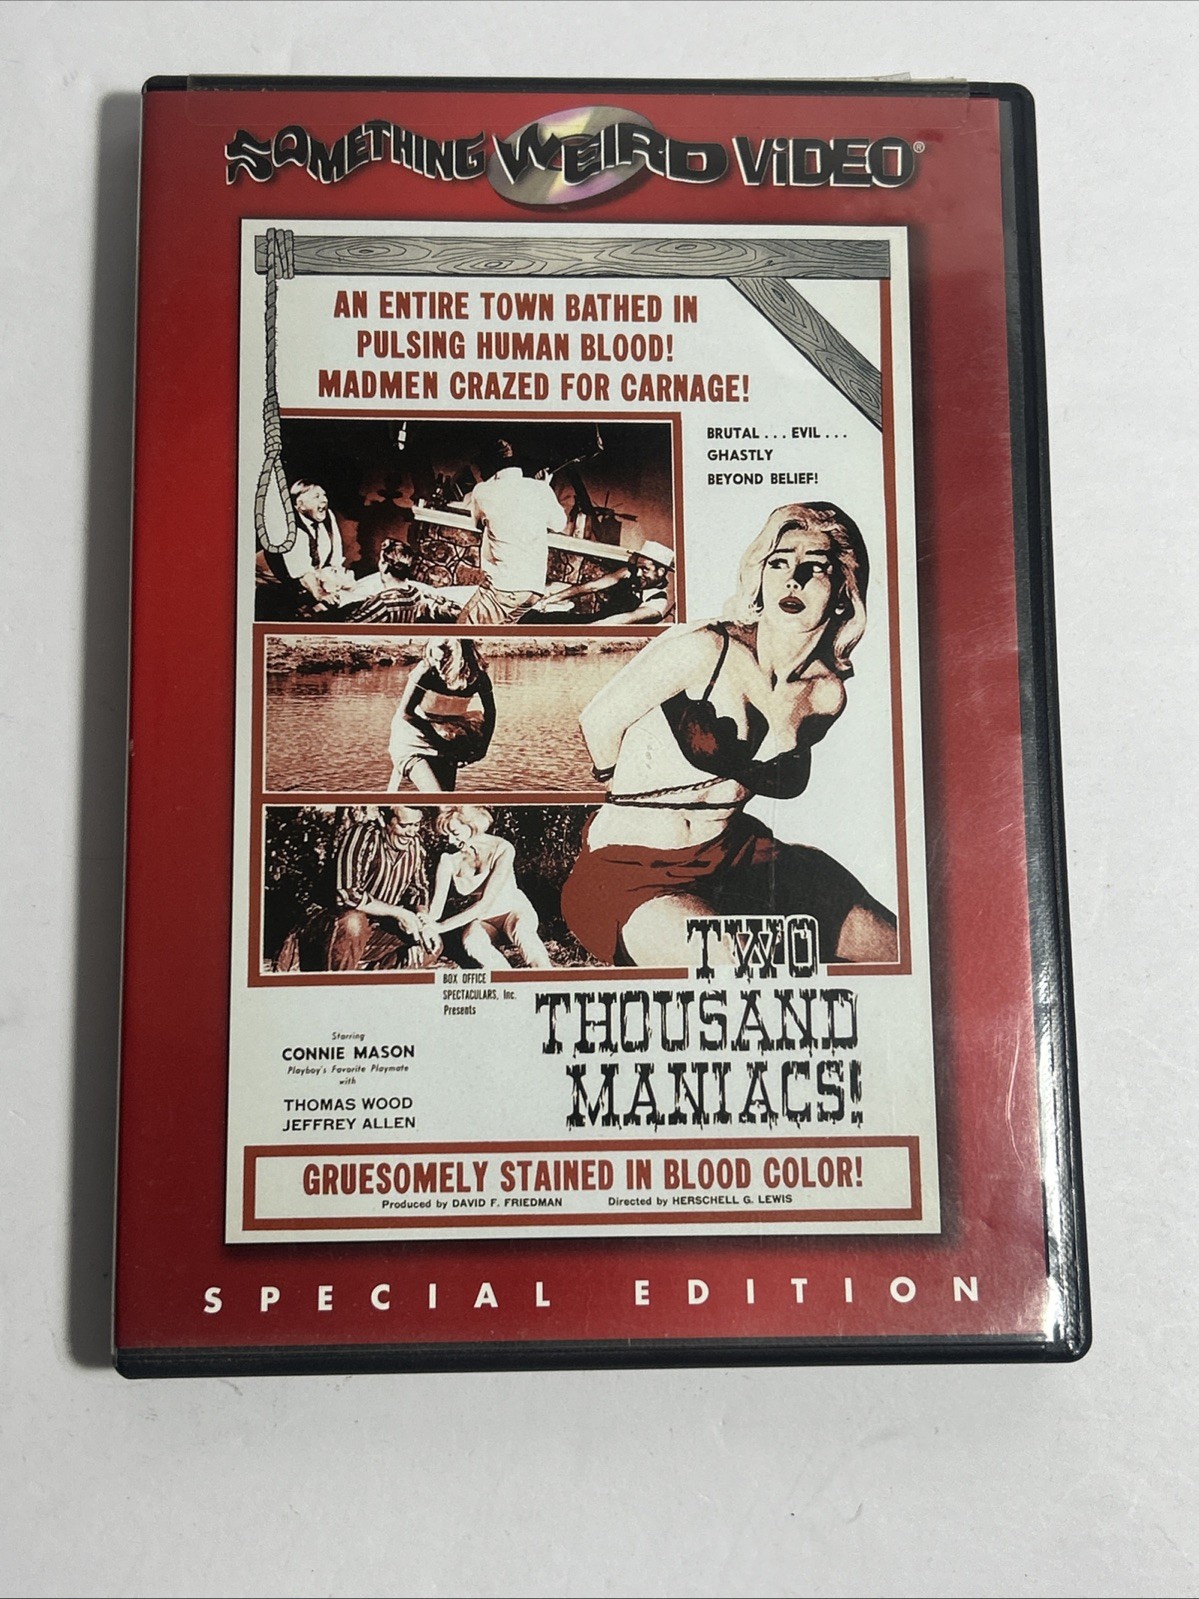 SOMETHING WEIRD VIDEO®
AN ENTIRE TOWN BATHED IN
PULSING HUMAN BLOOD!
MADMEN CRAZED FOR CARNAGE!
BRUTAL . . . EVIL . . .
GHASTLY
BEYOND BELIEF!
BOX OFFICE
SPECTACULARS, Inc.
Presents
TWO
THOUSAND
MANIACS!
Starring
CONNIE MASON
Playboy's Favorite Playmate
with
THOMAS WOOD
JEFFREY ALLEN
GRUESOMELY STAINED IN BLOOD COLOR!
Produced by DAVID F. FRIEDMAN Directed by HERSCHELL G. LEWIS
SPECIAL EDITION